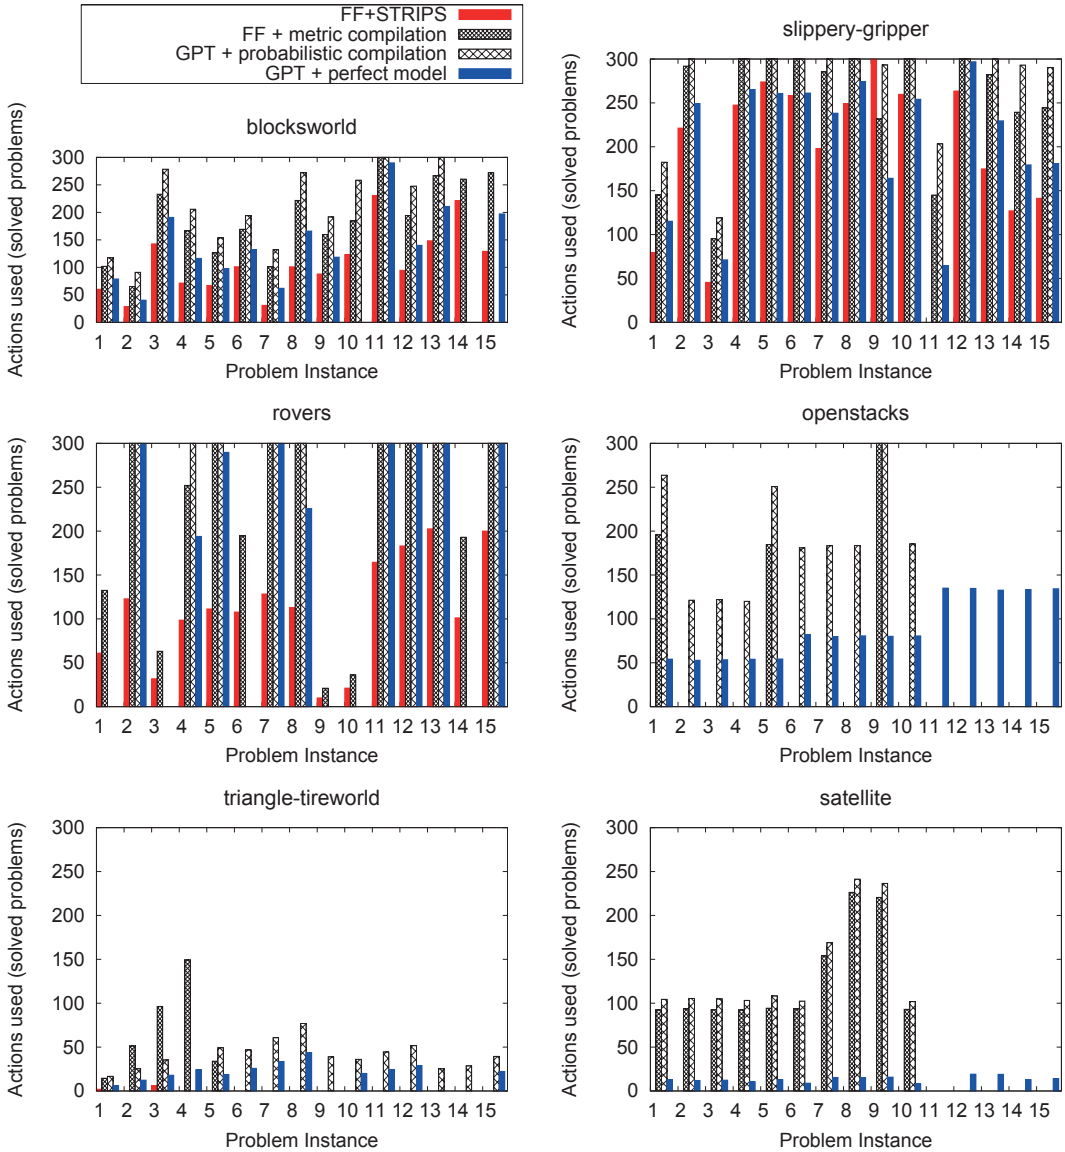 FF+STRIPS
FF + metric compilation
GPT + probabilistic compilation
GPT + perfect model
blocksworld
Actions used (solved problems)
300
250
200
150
100
50
0
1 2 3 4 5 6 7 8 9 10 11 12 13 14 15
Problem Instance
slippery-gripper
Actions used (solved problems)
300
250
200
150
100
50
0
1 2 3 4 5 6 7 8 9 10 11 12 13 14 15
Problem Instance
rovers
Actions used (solved problems)
300
250
200
150
100
50
0
1 2 3 4 5 6 7 8 9 10 11 12 13 14 15
Problem Instance
openstacks
Actions used (solved problems)
300
250
200
150
100
50
0
1 2 3 4 5 6 7 8 9 10 11 12 13 14 15
Problem Instance
triangle-tireworld
Actions used (solved problems)
300
250
200
150
100
50
0
1 2 3 4 5 6 7 8 9 10 11 12 13 14 15
Problem Instance
satellite
Actions used (solved problems)
300
250
200
150
100
50
0
1 2 3 4 5 6 7 8 9 10 11 12 13 14 15
Problem Instance